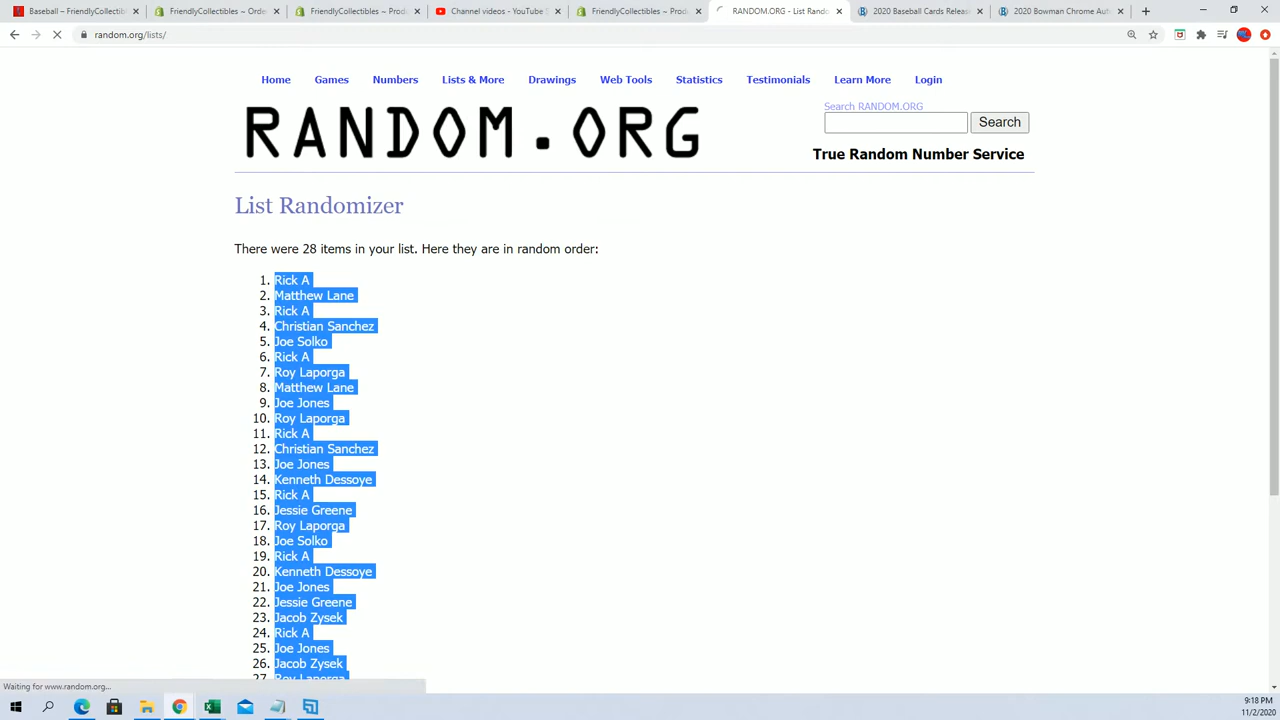 Baseball – FriendlyCollectibl
FriendlyCollectibles ~ Orde
FriendlyCollectibles ~ Produ
Channel videos - YouTube S
FriendlyCollectibles ~ Produ
RANDOM.ORG - List Randon
2020 Baseball Cards Releas
2020 Bowman Chrome Auto
random.org/lists/
Home Games Numbers Lists & More Drawings Web Tools Statistics Testimonials Learn More Login
RANDOM.ORG
Search RANDOM.ORG
Search
True Random Number Service
List Randomizer
There were 28 items in your list. Here they are in random order:
1. Rick A
2. Matthew Lane
3. Rick A
4. Christian Sanchez
5. Joe Solko
6. Rick A
7. Roy Laporga
8. Matthew Lane
9. Joe Jones
10. Roy Laporga
11. Rick A
12. Christian Sanchez
13. Joe Jones
14. Kenneth Dessoye
15. Rick A
16. Jessie Greene
17. Roy Laporga
18. Joe Solko
19. Rick A
20. Kenneth Dessoye
21. Joe Jones
22. Jessie Greene
23. Jacob Zysek
24. Rick A
25. Joe Jones
26. Jacob Zysek
27. Roy Laporga
Waiting for www.random.org...
9:18 PM
11/2/2020